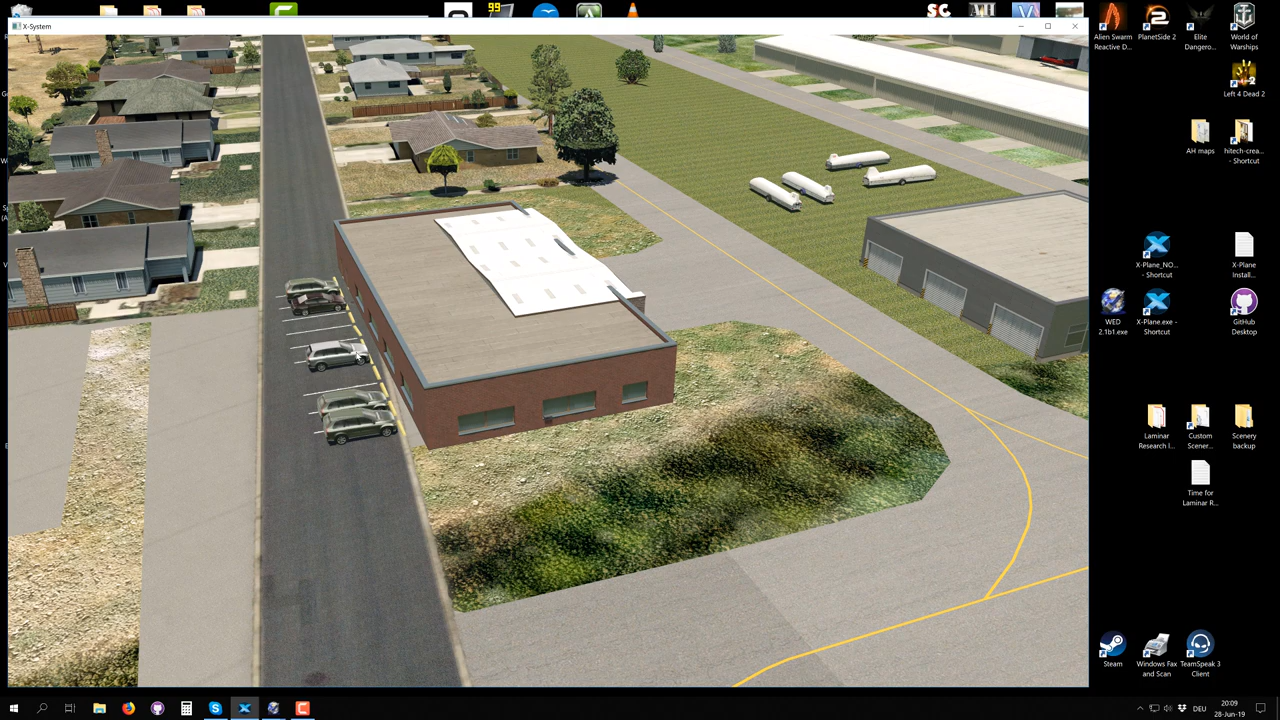 99
SC
X-System
Alien Swarm
Reactive D...
PlanetSide 2
Elite
Dangero...
World of
Warships
Left 4 Dead 2
AH maps
hitech-crea...
- Shortcut
X-Plane_NO...
- Shortcut
X-Plane
Install...
WED
2.1b1.exe
X-Plane.exe -
Shortcut
GitHub
Desktop
Laminar
Research I...
Custom
Scener...
Scenery
backup
Time for
Laminar R...
Steam
Windows Fax
and Scan
TeamSpeak 3
Client
DEU
20:09
28-Jun-19